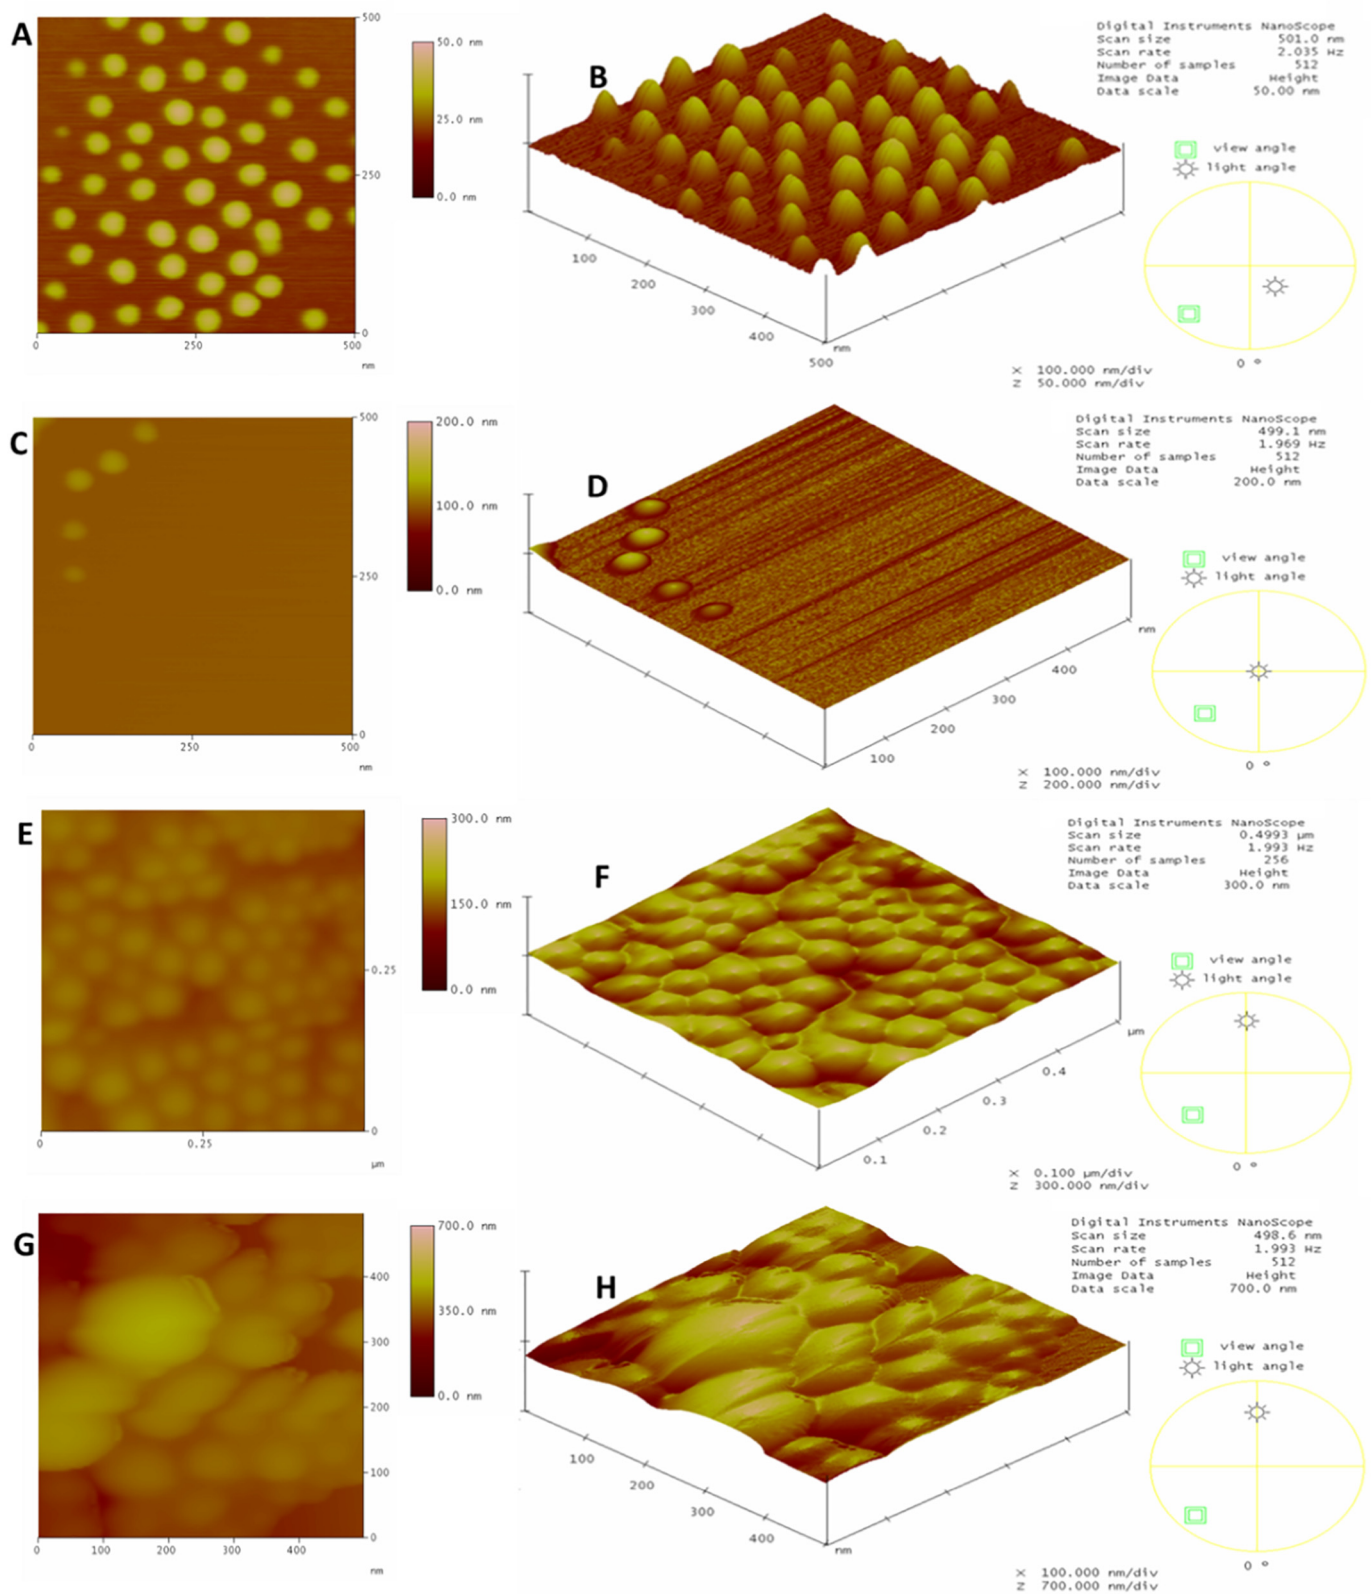 A
500
250
0
0
250
500
nm
50.0 nm
25.0 nm
0.0 nm
B
100
200
300
400
500
nm
X 100.000 nm/div
Z 50.000 nm/div
Digital Instruments NanoScope
Scan size 501.0 nm
Scan rate 2.035 Hz
Number of samples 512
Image Data Height
Data scale 50.00 nm
view angle
light angle
0 °
C
500
250
0
0
250
500
nm
200.0 nm
100.0 nm
0.0 nm
D
nm
400
300
200
100
X 100.000 nm/div
Z 200.000 nm/div
Digital Instruments NanoScope
Scan size 499.1 nm
Scan rate 1.969 Hz
Number of samples 512
Image Data Height
Data scale 200.0 nm
view angle
light angle
0 °
E
0.25
0
0
0.25
µm
300.0 nm
150.0 nm
0.0 nm
F
µm
0.4
0.3
0.2
0.1
X 0.100 µm/div
Z 300.000 nm/div
Digital Instruments NanoScope
Scan size 0.4993 µm
Scan rate 1.993 Hz
Number of samples 256
Image Data Height
Data scale 300.0 nm
view angle
light angle
0 °
G
400
300
200
100
0
0
100
200
300
400
nm
700.0 nm
350.0 nm
0.0 nm
H
100
200
300
400
nm
X 100.000 nm/div
Z 700.000 nm/div
Digital Instruments NanoScope
Scan size 498.6 nm
Scan rate 1.993 Hz
Number of samples 512
Image Data Height
Data scale 700.0 nm
view angle
light angle
0 °